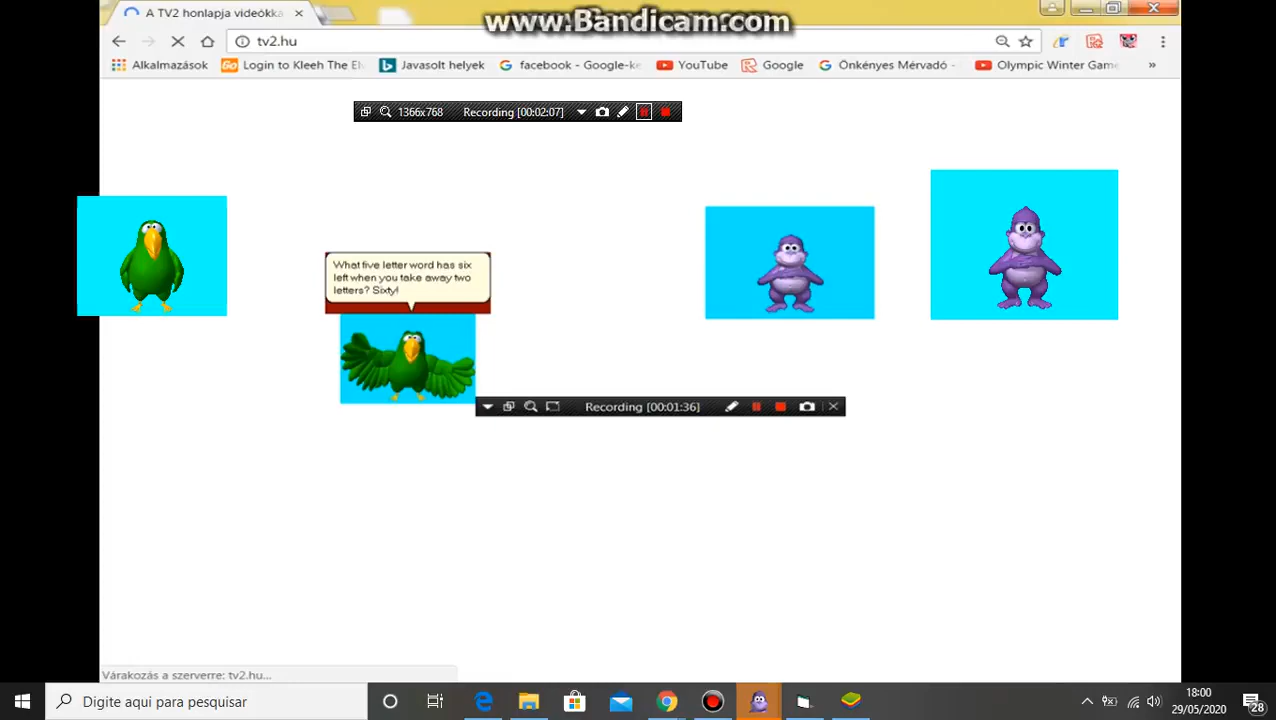 A TV2 honlapja videókka
www.Bandicam.com
tv2.hu
Alkalmazások
Login to Kleeh The El
Javasolt helyek
facebook - Google-ke
YouTube
Google
Önkényes Mérvadó -
Olympic Winter Game
»
1366x768
Recording [00:02:07]
What five letter word has six
left when you take away two
letters? Sixty!
Recording [00:01:36]
Várakozás a szerverre: tv2.hu...
Digite aqui para pesquisar
18:00
29/05/2020
28